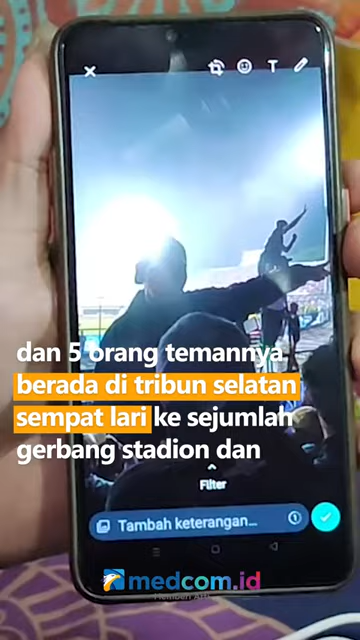 T
dan 5 orang temannya
berada di tribun selatan
sempat lari ke sejumlah
gerbang stadion dan
Filter
Tambah keterangan...
medcom.id